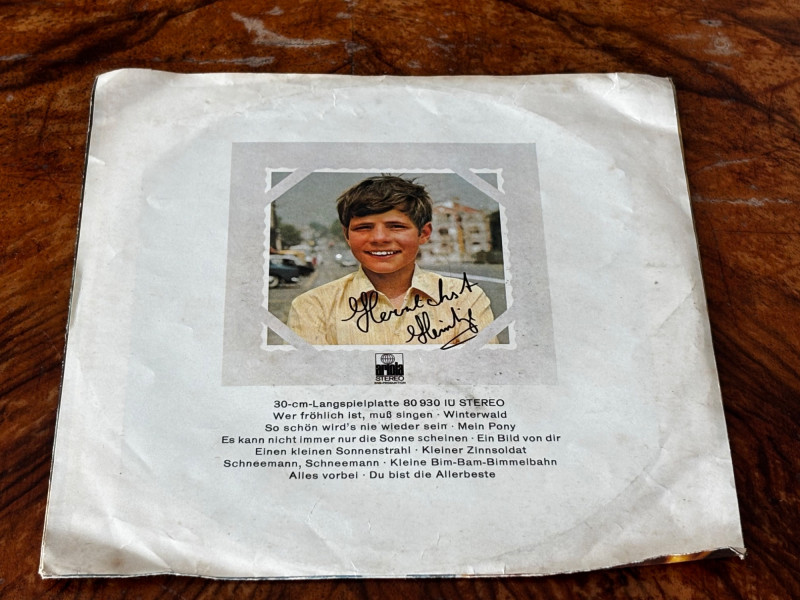 Herzlichst
Heintje
ariola
STEREO
30-cm-Langspielplatte 80 930 IU STEREO
Wer fröhlich ist, muß singen · Winterwald
So schön wird's nie wieder sein · Mein Pony
Es kann nicht immer nur die Sonne scheinen · Ein Bild von dir
Einen kleinen Sonnenstrahl · Kleiner Zinnsoldat
Schneemann, Schneemann · Kleine Bim-Bam-Bimmelbahn
Alles vorbei · Du bist die Allerbeste